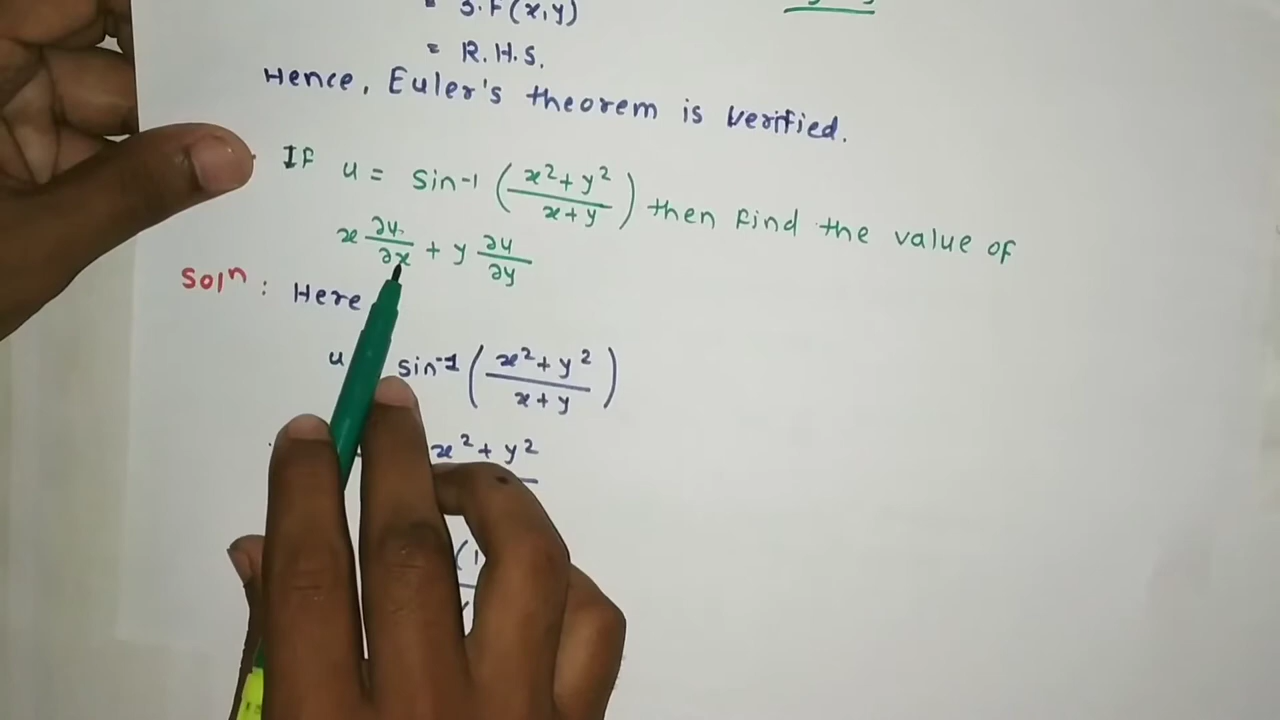 = 3.F(x,y)
= R.H.S.
Hence, Euler's theorem is verified.
If u = sin-1 (x²+y² / x+y) then find the value of
x ∂u/∂x + y ∂u/∂y
Solⁿ : Here
u sin⁻¹ (x²+y² / x+y)
x²+y²
(1